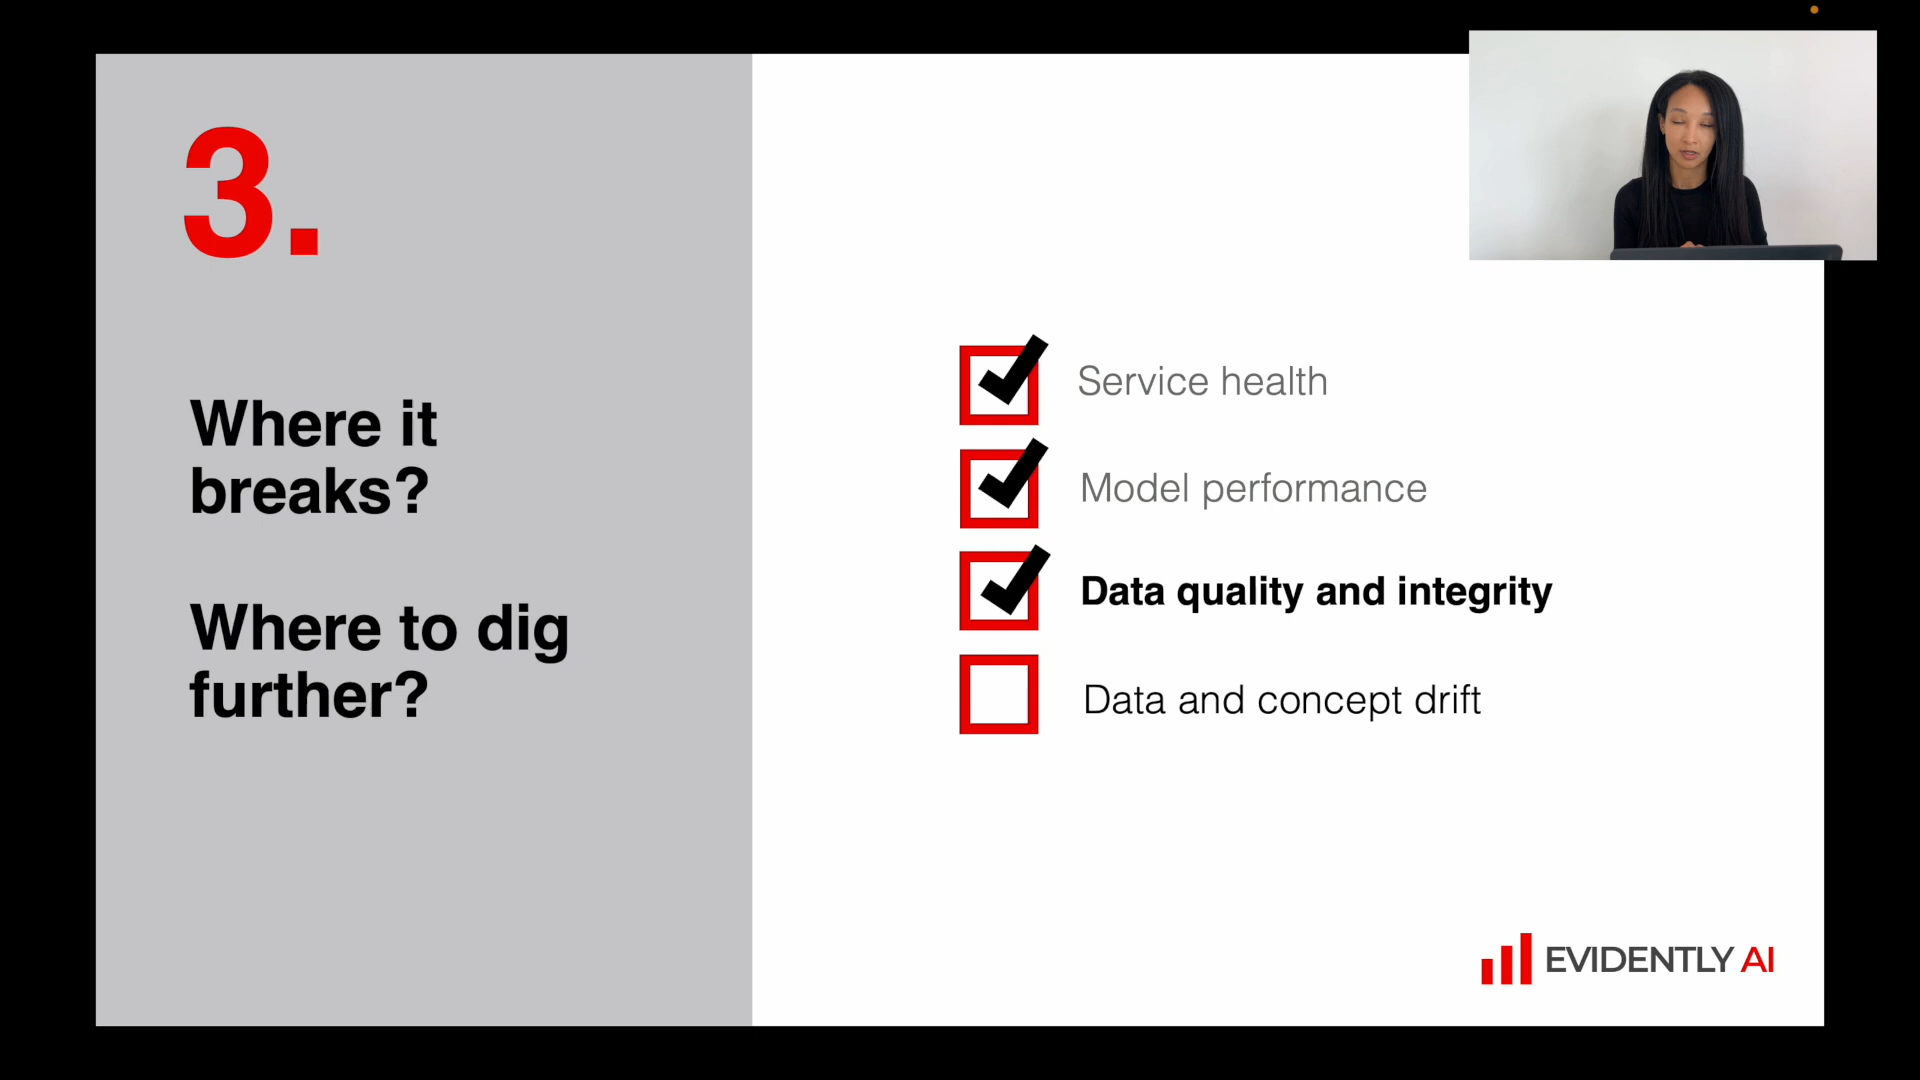 3.
Where it
breaks?
Where to dig
further?
Service health
Model performance
Data quality and integrity
Data and concept drift
EVIDENTLY AI